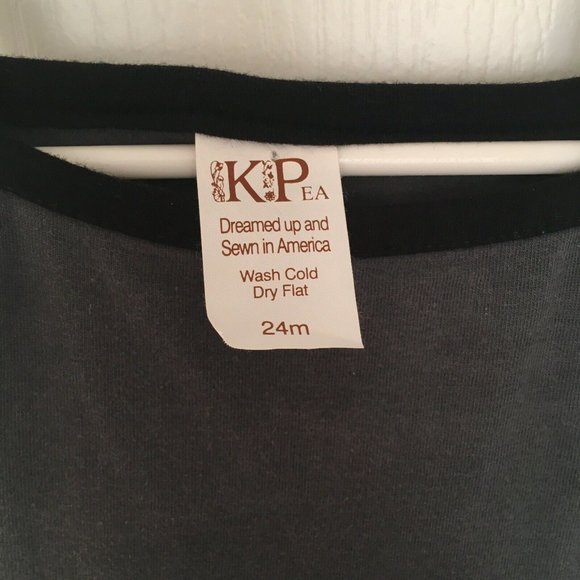 KPEA
Dreamed up and
Sewn in America
Wash Cold
Dry Flat
24m